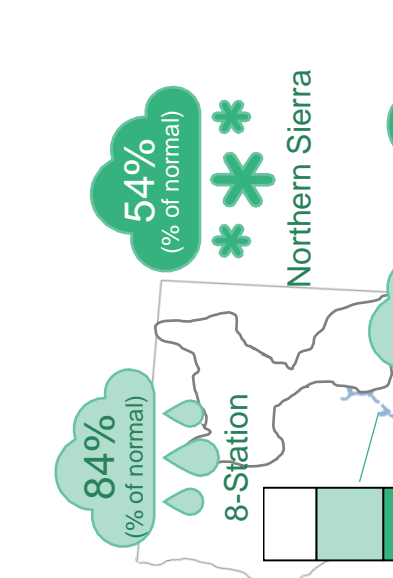 84%
(% of normal)
8-Station
54%
(% of normal)
Northern Sierra